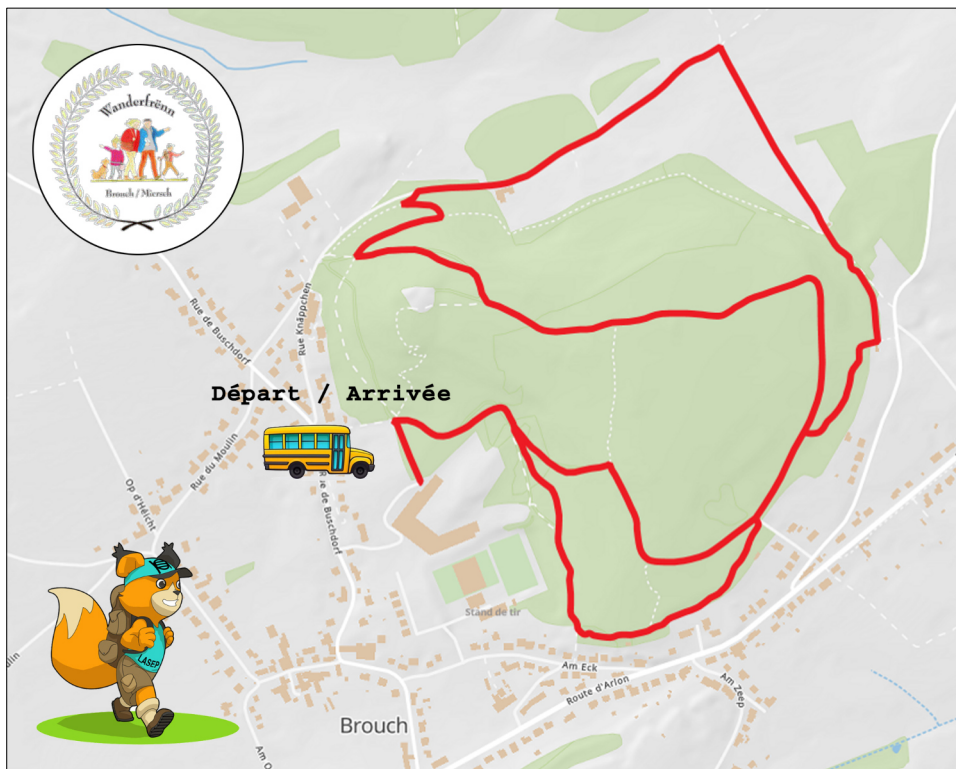 Wanderfrënn
Brouch / Miersch
Rue de Buschdorf
Rue Knäppchen
Départ / Arrivée
Rue du Moulin
Op d'Héicht
de Buschdorf
Stand de tir
LASEP
Am Eck
Route d'Arlon
Am Zeep
Brouch